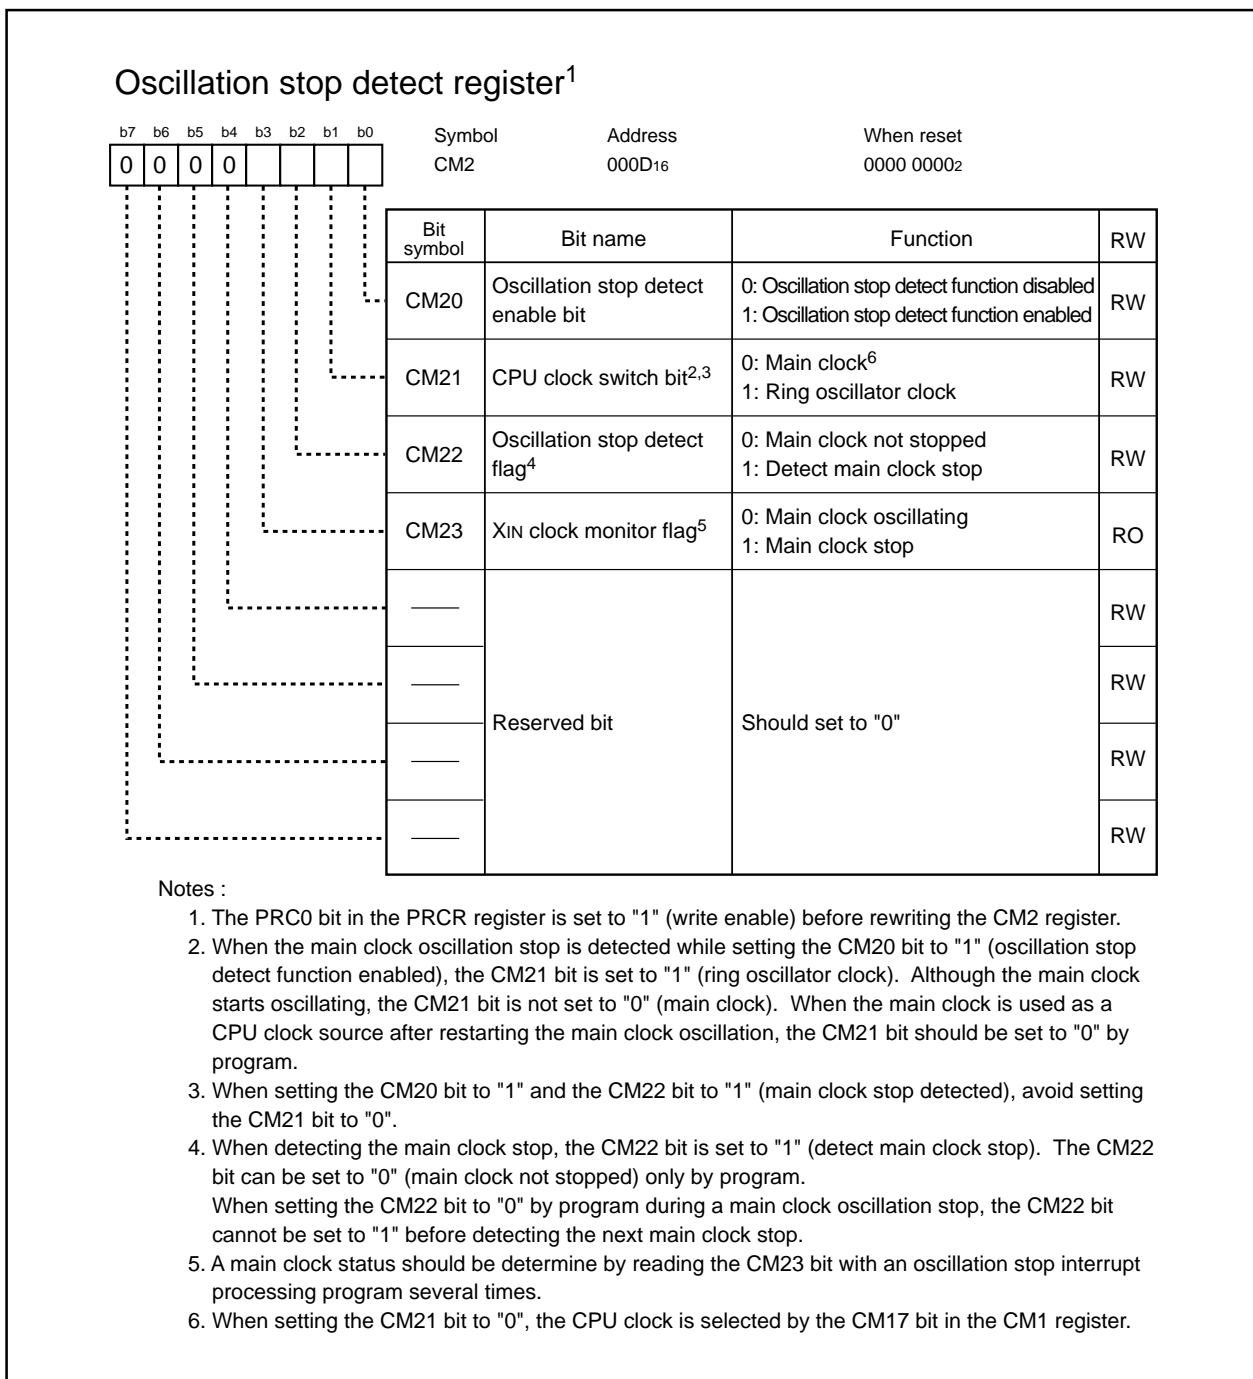 Oscillation stop detect register1
b7 b6 b5 b4 b3 b2 b1 b0
0 0 0 0
Symbol Address When reset
CM2 000D16 0000 00002
Bit symbol Bit name Function RW
CM20 Oscillation stop detect enable bit 0: Oscillation stop detect function disabled 1: Oscillation stop detect function enabled RW
CM21 CPU clock switch bit2,3 0: Main clock6 1: Ring oscillator clock RW
CM22 Oscillation stop detect flag4 0: Main clock not stopped 1: Detect main clock stop RW
CM23 XIN clock monitor flag5 0: Main clock oscillating 1: Main clock stop RO
RW
RW
Reserved bit Should set to "0"
RW
RW
Notes :
1. The PRC0 bit in the PRCR register is set to "1" (write enable) before rewriting the CM2 register.
2. When the main clock oscillation stop is detected while setting the CM20 bit to "1" (oscillation stop
detect function enabled), the CM21 bit is set to "1" (ring oscillator clock). Although the main clock
starts oscillating, the CM21 bit is not set to "0" (main clock). When the main clock is used as a
CPU clock source after restarting the main clock oscillation, the CM21 bit should be set to "0" by
program.
3. When setting the CM20 bit to "1" and the CM22 bit to "1" (main clock stop detected), avoid setting
the CM21 bit to "0".
4. When detecting the main clock stop, the CM22 bit is set to "1" (detect main clock stop). The CM22
bit can be set to "0" (main clock not stopped) only by program.
When setting the CM22 bit to "0" by program during a main clock oscillation stop, the CM22 bit
cannot be set to "1" before detecting the next main clock stop.
5. A main clock status should be determine by reading the CM23 bit with an oscillation stop interrupt
processing program several times.
6. When setting the CM21 bit to "0", the CPU clock is selected by the CM17 bit in the CM1 register.